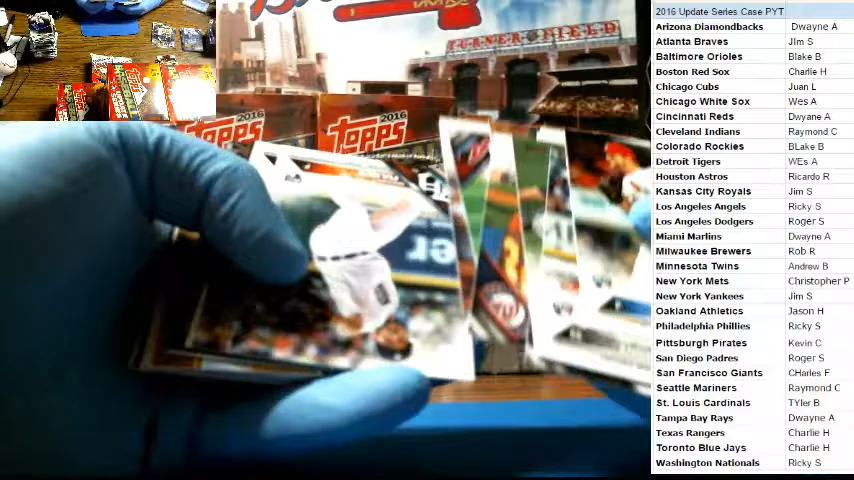 2016 Update Series Case PYT
Arizona Diamondbacks Dwayne A
Atlanta Braves JIm S
Baltimore Orioles Blake B
Boston Red Sox Charlie H
Chicago Cubs Juan L
Chicago White Sox Wes A
Cincinnati Reds Dwyane A
Cleveland Indians Raymond C
Colorado Rockies BLake B
Detroit Tigers WEs A
Houston Astros Ricardo R
Kansas City Royals Jim S
Los Angeles Angels Ricky S
Los Angeles Dodgers Roger S
Miami Marlins Dwayne A
Milwaukee Brewers Rob R
Minnesota Twins Andrew B
New York Mets Christopher P
New York Yankees Jim S
Oakland Athletics Jason H
Philadelphia Phillies Ricky S
Pittsburgh Pirates Kevin C
San Diego Padres Roger S
San Francisco Giants CHarles F
Seattle Mariners Raymond C
St. Louis Cardinals TYler B
Tampa Bay Rays Dwayne A
Texas Rangers Charlie H
Toronto Blue Jays Charlie H
Washington Nationals RIcky S
TURNER FIELD
2016
Topps
2016
Topps